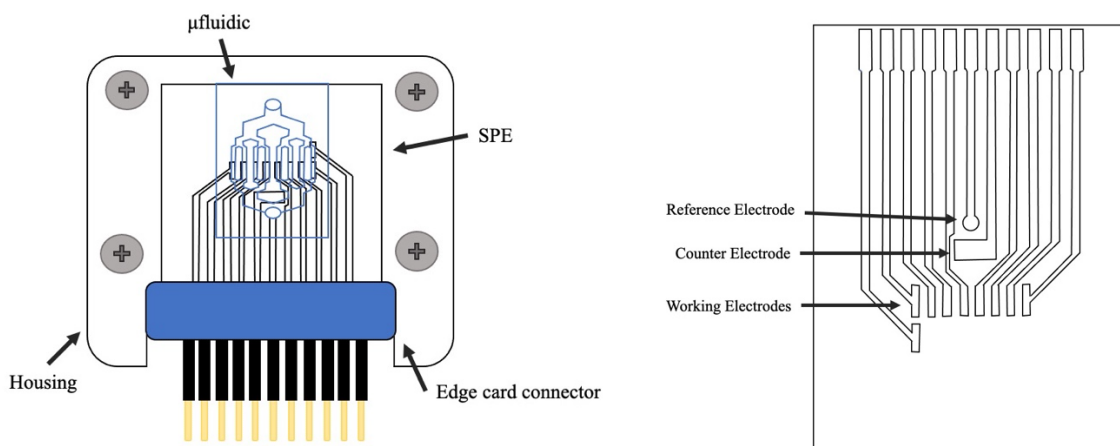 µfluidic
SPE
Housing
Edge card connector
Reference Electrode
Counter Electrode
Working Electrodes